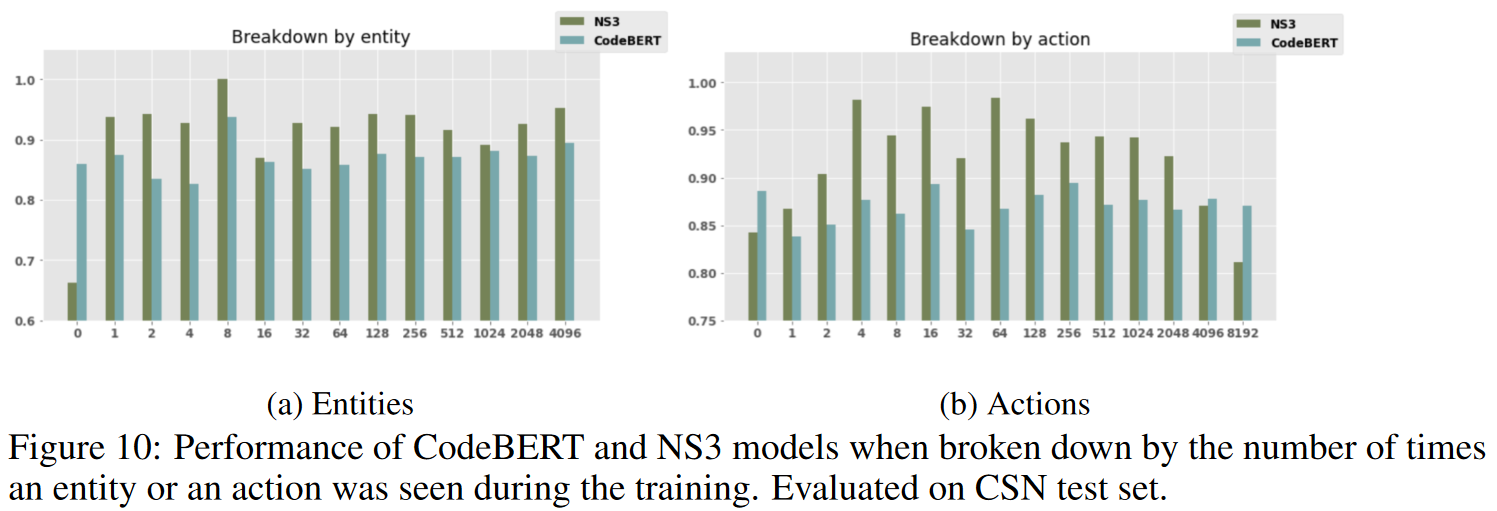 Breakdown by entity
NS3
CodeBERT
1.0
0.9
0.8
0.7
0.6
0 1 2 4 8 16 32 64 128 256 512 1024 2048 4096
Breakdown by action
NS3
CodeBERT
1.00
0.95
0.90
0.85
0.80
0.75
0 1 2 4 8 16 32 64 128 256 512 1024 2048 4096 8192
(a) Entities
(b) Actions
Figure 10: Performance of CodeBERT and NS3 models when broken down by the number of times
an entity or an action was seen during the training. Evaluated on CSN test set.